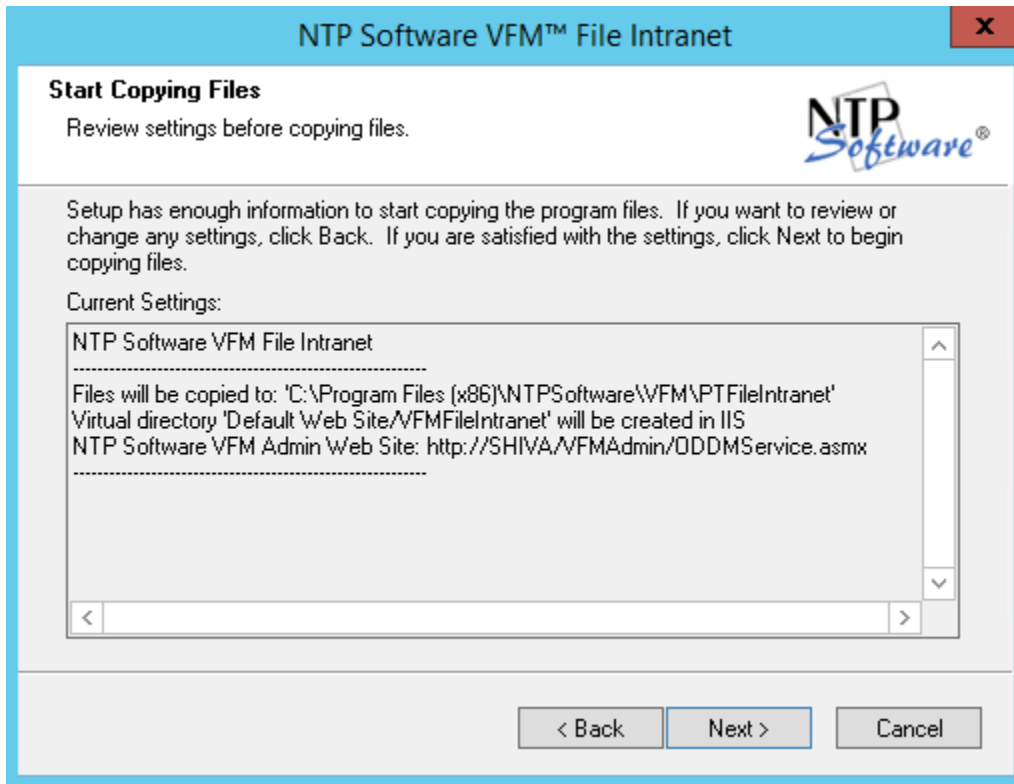 NTP Software VFM™ File Intranet
x
Start Copying Files
Review settings before copying files.
NTP
Software®
Setup has enough information to start copying the program files. If you want to review or
change any settings, click Back. If you are satisfied with the settings, click Next to begin
copying files.
Current Settings:
NTP Software VFM File Intranet
-----------------------------------------------------------
Files will be copied to: 'C:\Program Files (x86)\NTPSoftware\VFM\PTFileIntranet'
Virtual directory 'Default Web Site/VFMFileIntranet' will be created in IIS
NTP Software VFM Admin Web Site: http://SHIVA/VFMAdmin/ODDMService.asmx
-----------------------------------------------------------
< Back
Next >
Cancel